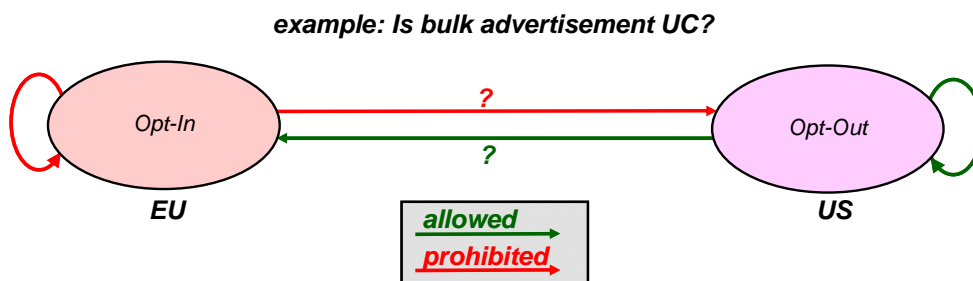 example: Is bulk advertisement UC?
?
Opt-In
Opt-Out
?
EU
US
allowed
prohibited